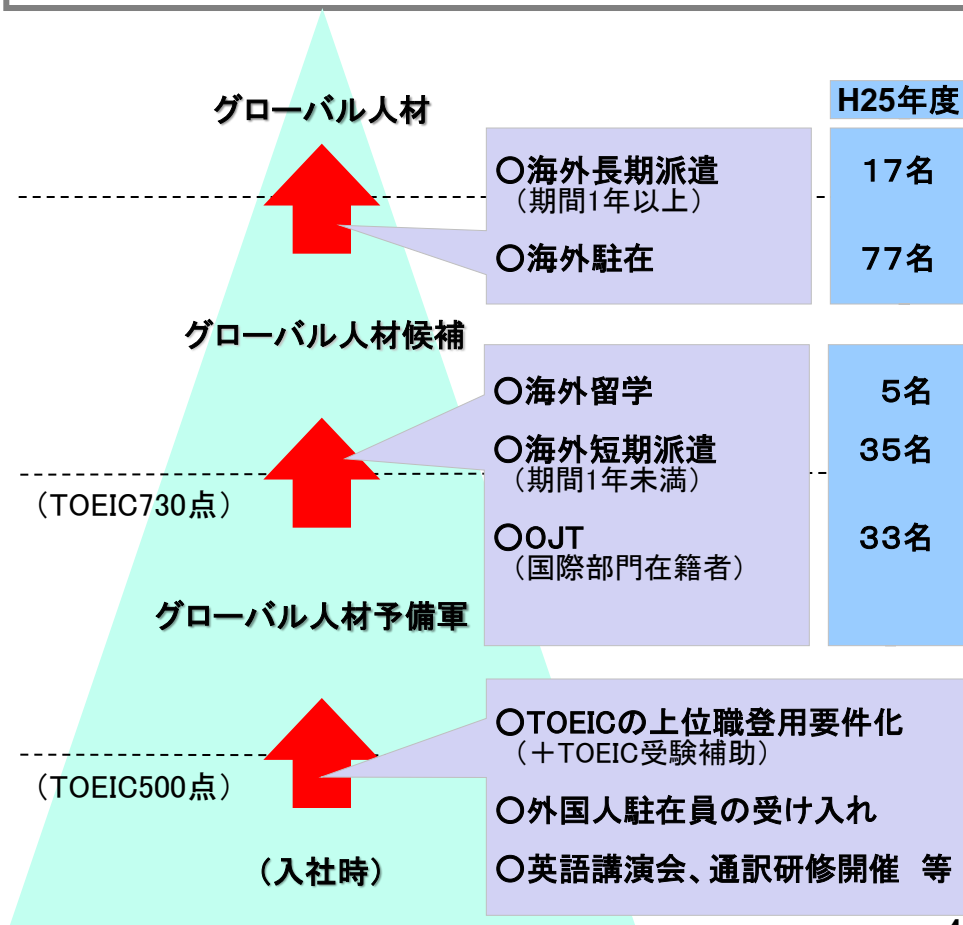 グローバル人材
H25年度
○海外長期派遣 17名
（期間1年以上）
○海外駐在 77名
グローバル人材候補
○海外留学 5名
○海外短期派遣 35名
（期間1年未満）
（TOEIC730点）
○OJT 33名
（国際部門在籍者）
グローバル人材予備軍
○TOEICの上位職登用要件化
（＋TOEIC受験補助）
（TOEIC500点）
○外国人駐在員の受け入れ
（入社時）
○英語講演会、通訳研修開催 等